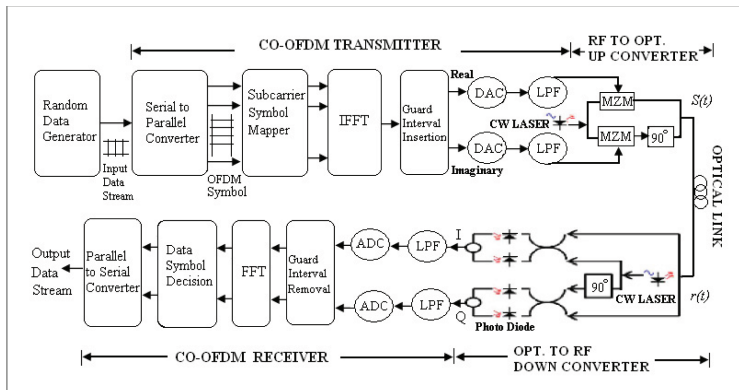 CO-OFDM TRANSMITTER
RF TO OPT.
UP CONVERTER
Random
Data
Generator
Input
Data
Stream
Serial to
Parallel
Converter
OFDM
Symbol
Subcarrier
Symbol
Mapper
IFFT
Guard
Interval
Insertion
Real
DAC
LPF
MZM
S(t)
CW LASER
MZM
90°
DAC
LPF
Imaginary
OPTICAL LINK
Output
Data
Stream
Parallel
to Serial
Converter
Data
Symbol
Decision
FFT
Guard
Interval
Removal
ADC
LPF
I
ADC
LPF
Q
Photo Diode
90°
CW LASER
r(t)
CO-OFDM RECEIVER
OPT. TO RF
DOWN CONVERTER